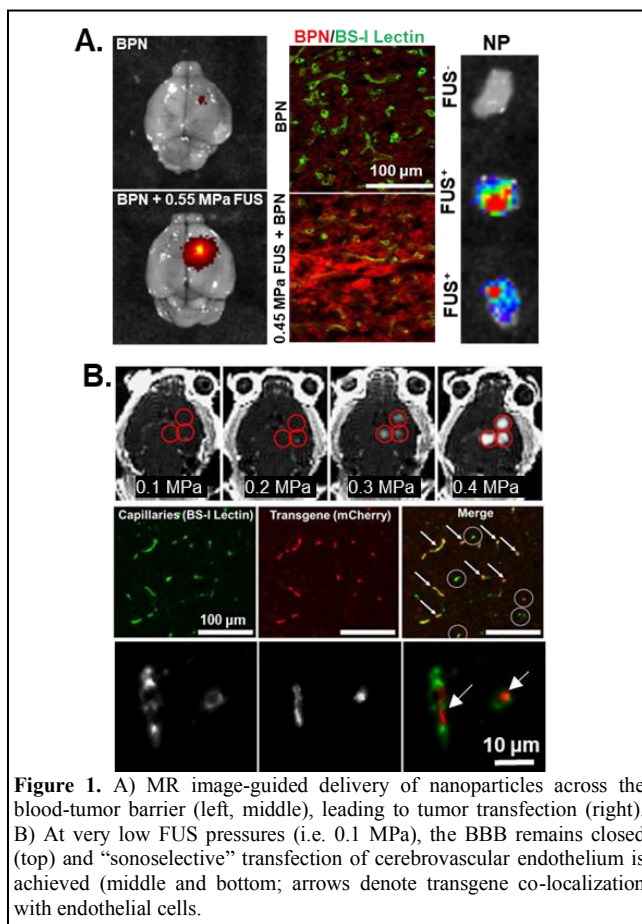 A.
BPN
BPN/BS-I Lectin
NP
BPN
100 µm
FUS-
BPN + 0.55 MPa FUS
0.45 MPa FUS + BPN
FUS+
FUS+
B.
0.1 MPa
0.2 MPa
0.3 MPa
0.4 MPa
Capillaries (BS-I Lectin)
Transgene (mCherry)
Merge
100 µm
10 µm
Figure 1. A) MR image-guided delivery of nanoparticles across the
blood-tumor barrier (left, middle), leading to tumor transfection (right).
B) At very low FUS pressures (i.e. 0.1 MPa), the BBB remains closed
(top) and “sonoselective” transfection of cerebrovascular endothelium is
achieved (middle and bottom; arrows denote transgene co-localization
with endothelial cells.